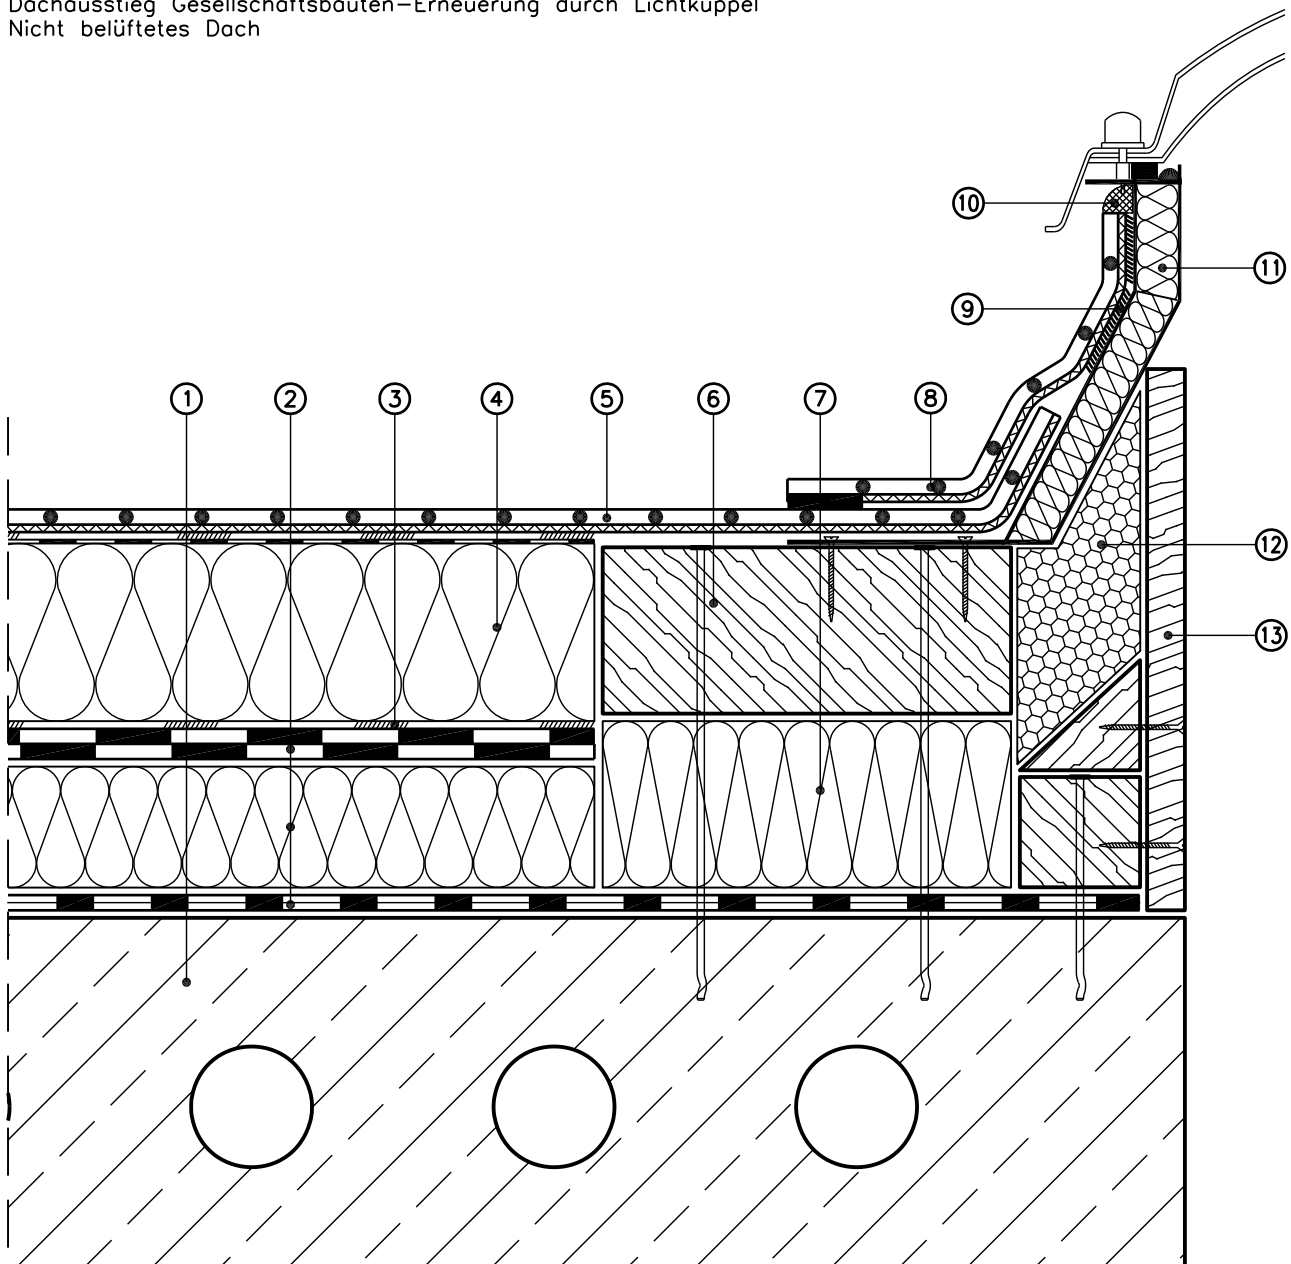 Dachausstieg Gesellschaftsbauten-Erneuerung durch Lichtkuppel
Nicht belüftetes Dach
10
11
9
1 2 3 4 5 6 7 8
12
13